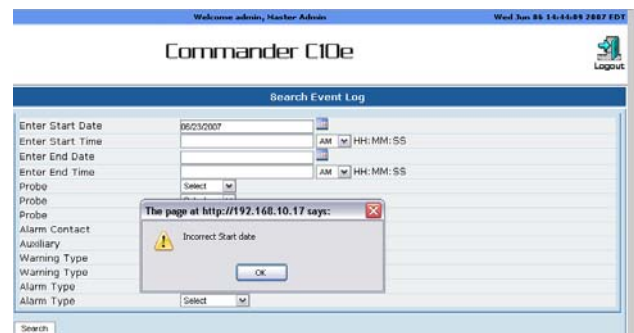 Welcome admin, Master Admin
Wed Jun 06 14:44:09 2007 EDT
Commander C10e
Logout
Search Event Log
Enter Start Date 06/23/2007
Enter Start Time AM HH:MM:SS
Enter End Date
Enter End Time AM HH:MM:SS
Probe Select
Probe
Probe
The page at http://192.168.10.17 says:
Alarm Contact
Incorrect Start date
Auxiliary
Warning Type
Warning Type
OK
Alarm Type
Alarm Type Select
Search